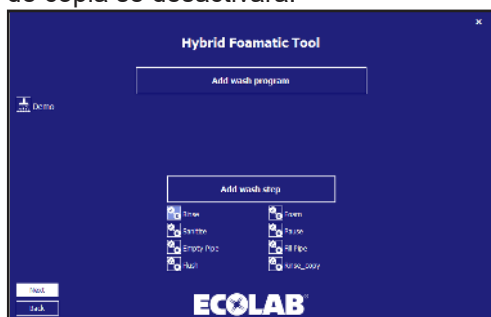 de copia se desactivará.
×
Hybrid Foamatic Tool
Add wash program
Demo
Add wash step
Rinse
Foam
Sanitize
Pause
Empty Pipe
Fill Pipe
Flush
Rinse_copy
Next
Back
ECOLAB®